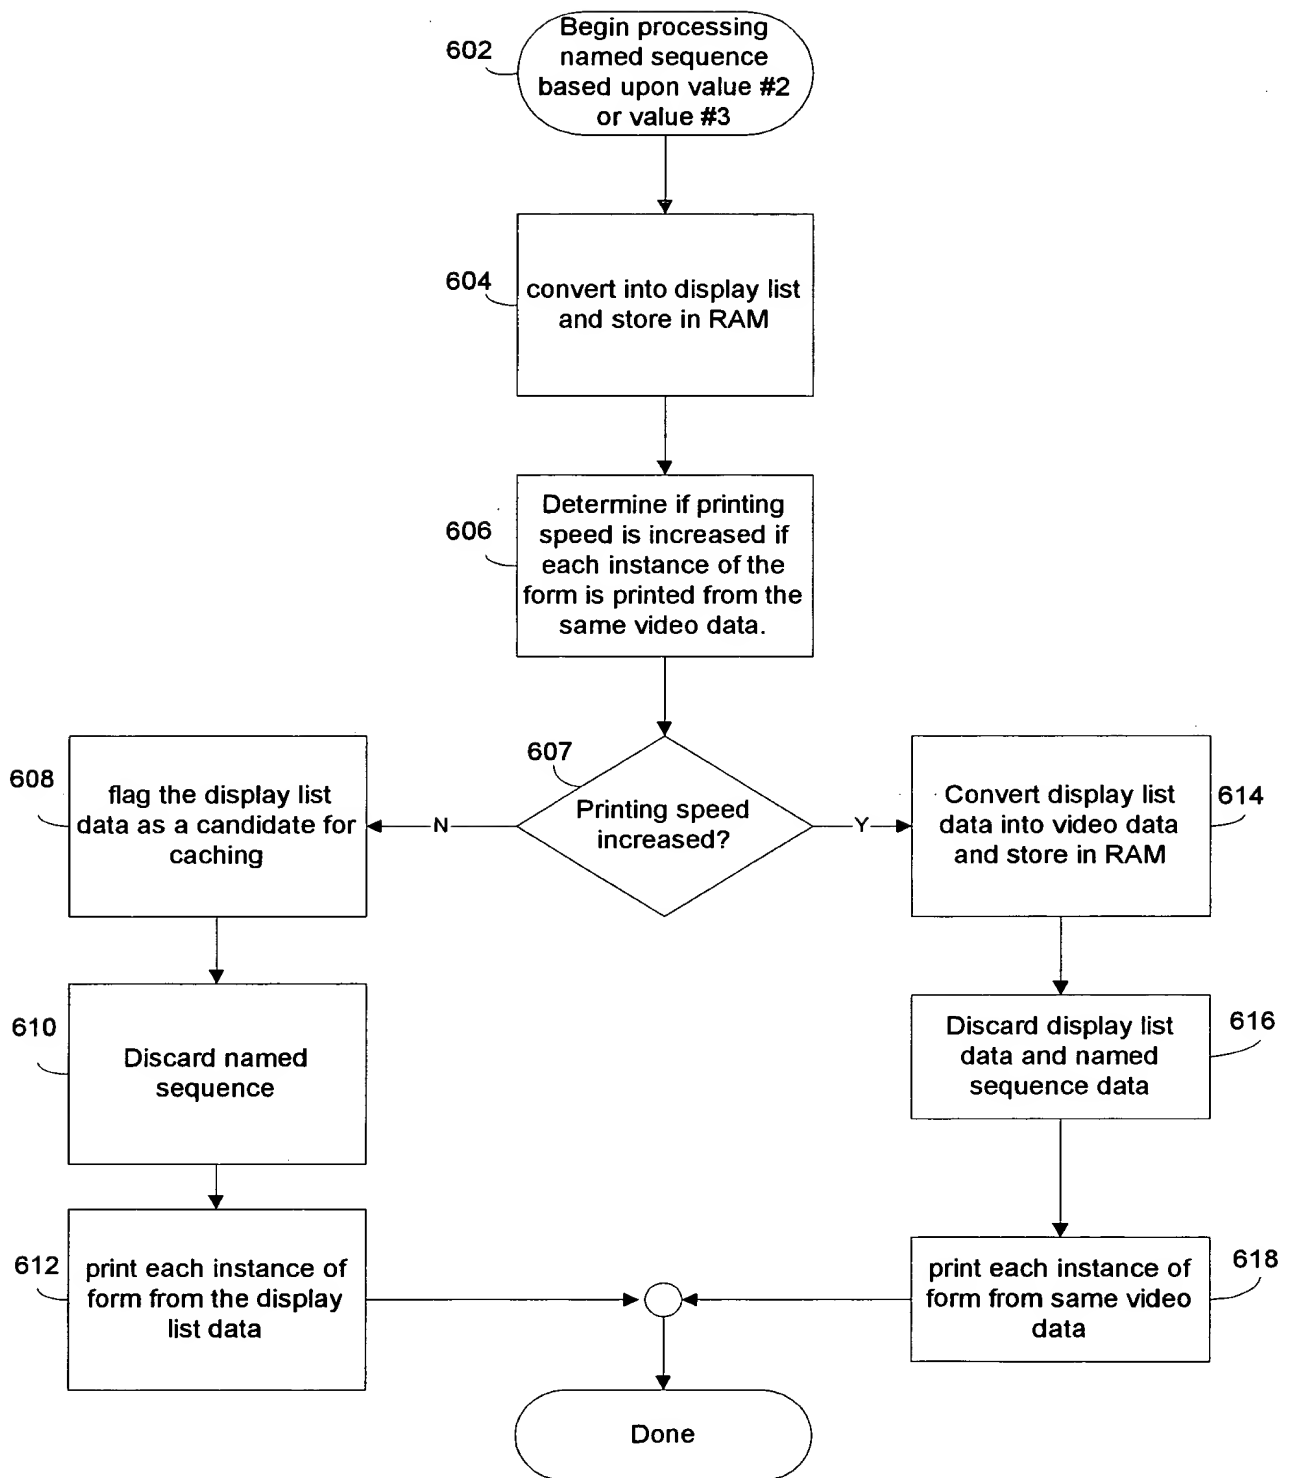 602
Begin processing
named sequence
based upon value #2
or value #3
604
convert into display list
and store in RAM
606
Determine if printing
speed is increased if
each instance of the
form is printed from the
same video data.
607
Printing speed
increased?
N
Y
608
flag the display list
data as a candidate for
caching
614
Convert display list
data into video data
and store in RAM
610
Discard named
sequence
616
Discard display list
data and named
sequence data
612
print each instance of
form from the display
list data
618
print each instance of
form from same video
data
Done